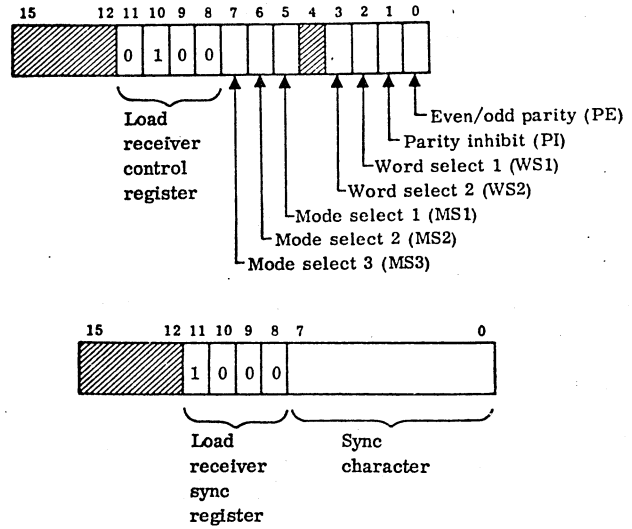 15 12 11 10 9 8 7 6 5 4 3 2 1 0
0 1 0 0
Load
receiver
control
register
Even/odd parity (PE)
Parity inhibit (PI)
Word select 1 (WS1)
Word select 2 (WS2)
Mode select 1 (MS1)
Mode select 2 (MS2)
Mode select 3 (MS3)
15 12 11 10 9 8 7 0
1 0 0 0
Load
receiver
sync
register
Sync
character